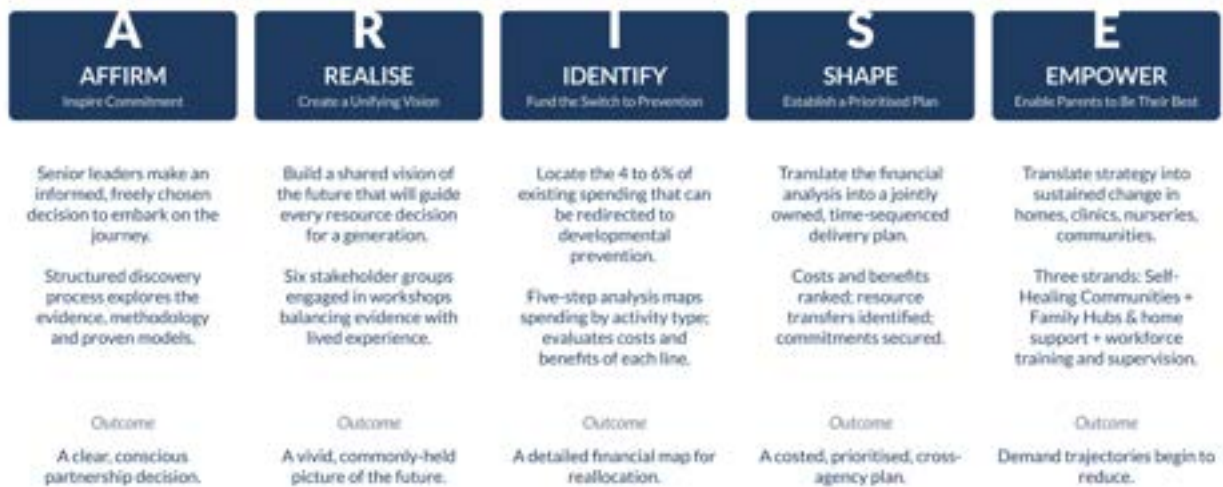 A
AFFIRM
Inspire Commitment
Senior leaders make an
informed, freely chosen
decision to embark on the
journey.
Structured discovery
process explores the
evidence, methodology
and proven models.
Outcome
A clear, conscious
partnership decision.
R
REALISE
Create a Unifying Vision
Build a shared vision of
the future that will guide
every resource decision
for a generation.
Six stakeholder groups
engaged in workshops
balancing evidence with
lived experience.
Outcome
A vivid, commonly-held
picture of the future.
I
IDENTIFY
Fund the Switch to Prevention
Locate the 4 to 6% of
existing spending that can
be redirected to
developmental
prevention.
Five-step analysis maps
spending by activity type;
evaluates costs and
benefits of each line.
Outcome
A detailed financial map for
reallocation.
S
SHAPE
Establish a Prioritised Plan
Translate the financial
analysis into a jointly
owned, time-sequenced
delivery plan.
Costs and benefits
ranked; resource
transfers identified;
commitments secured.
Outcome
A costed, prioritised, cross-
agency plan.
E
EMPOWER
Enable Parents to Be Their Best
Translate strategy into
sustained change in
homes, clinics, nurseries,
communities.
Three strands: Self-
Healing Communities +
Family Hubs & home
support + workforce
training and supervision.
Outcome
Demand trajectories begin to
reduce.